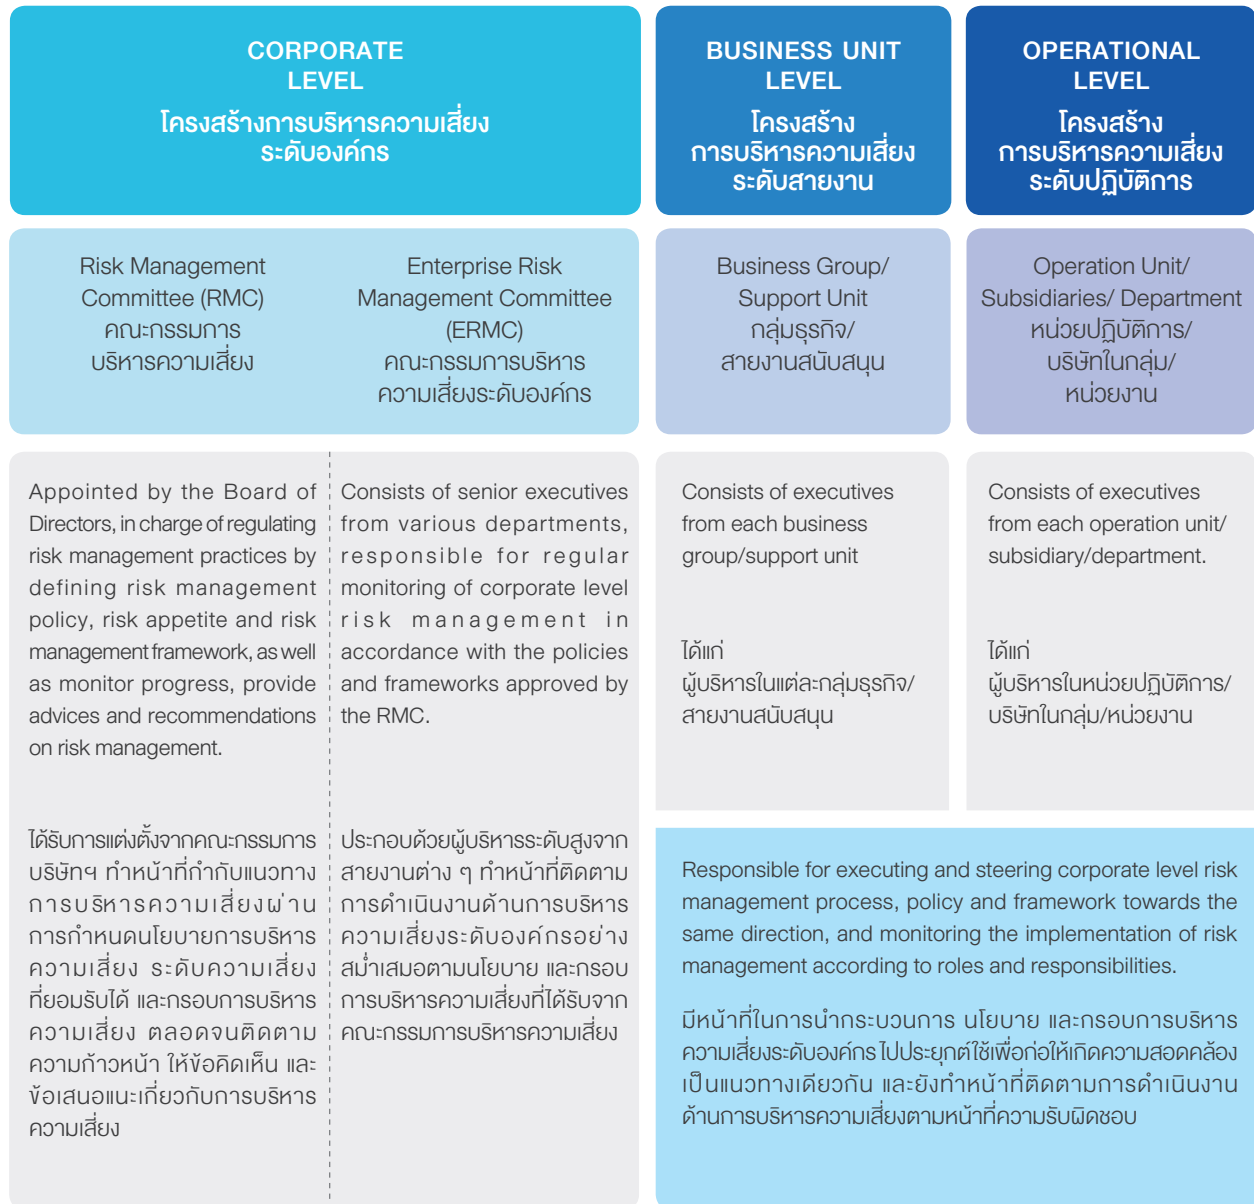 CORPORATE
LEVEL
โครงสร้างการบริหารความเสี่ยง
ระดับองค์กร
BUSINESS UNIT
LEVEL
โครงสร้าง
การบริหารความเสี่ยง
ระดับสายงาน
OPERATIONAL
LEVEL
โครงสร้าง
การบริหารความเสี่ยง
ระดับปฏิบัติการ
Risk Management
Committee (RMC)
คณะกรรมการ
บริหารความเสี่ยง
Enterprise Risk
Management Committee
(ERMC)
คณะกรรมการบริหาร
ความเสี่ยงระดับองค์กร
Business Group/
Support Unit
กลุ่มธุรกิจ/
สายงานสนับสนุน
Operation Unit/
Subsidiaries/ Department
หน่วยปฏิบัติการ/
บริษัทในกลุ่ม/
หน่วยงาน
Appointed by the Board of
Directors, in charge of regulating
risk management practices by
defining risk management
policy, risk appetite and risk
management framework, as well
as monitor progress, provide
advices and recommendations
on risk management.
ได้รับการแต่งตั้งจากคณะกรรมการ
บริษัทฯ ทำหน้าที่กำกับแนวทาง
การบริหารความเสี่ยงผ่าน
การกำหนดนโยบายการบริหาร
ความเสี่ยง ระดับความเสี่ยง
ที่ยอมรับได้ และกรอบการบริหาร
ความเสี่ยง ตลอดจนติดตาม
ความก้าวหน้า ให้ข้อคิดเห็น และ
ข้อเสนอแนะเกี่ยวกับการบริหาร
ความเสี่ยง
Consists of senior executives
from various departments,
responsible for regular
monitoring of corporate level
risk management in
accordance with the policies
and frameworks approved by
the RMC.
ประกอบด้วยผู้บริหารระดับสูงจาก
สายงานต่าง ๆ ทำหน้าที่ติดตาม
การดำเนินงานด้านการบริหาร
ความเสี่ยงระดับองค์กรอย่าง
สม่ำเสมอตามนโยบาย และกรอบ
การบริหารความเสี่ยงที่ได้รับจาก
คณะกรรมการบริหารความเสี่ยง
Consists of executives
from each business
group/support unit
ได้แก่
ผู้บริหารในแต่ละกลุ่มธุรกิจ/
สายงานสนับสนุน
Consists of executives
from each operation unit/
subsidiary/department.
ได้แก่
ผู้บริหารในหน่วยปฏิบัติการ/
บริษัทในกลุ่ม/หน่วยงาน
Responsible for executing and steering corporate level risk
management process, policy and framework towards the
same direction, and monitoring the implementation of risk
management according to roles and responsibilities.
มีหน้าที่ในการนำกระบวนการ นโยบาย และกรอบการบริหาร
ความเสี่ยงระดับองค์กร ไปประยุกต์ใช้เพื่อก่อให้เกิดความสอดคล้อง
เป็นแนวทางเดียวกัน และยังทำหน้าที่ติดตามการดำเนินงาน
ด้านการบริหารความเสี่ยงตามหน้าที่ความรับผิดชอบ